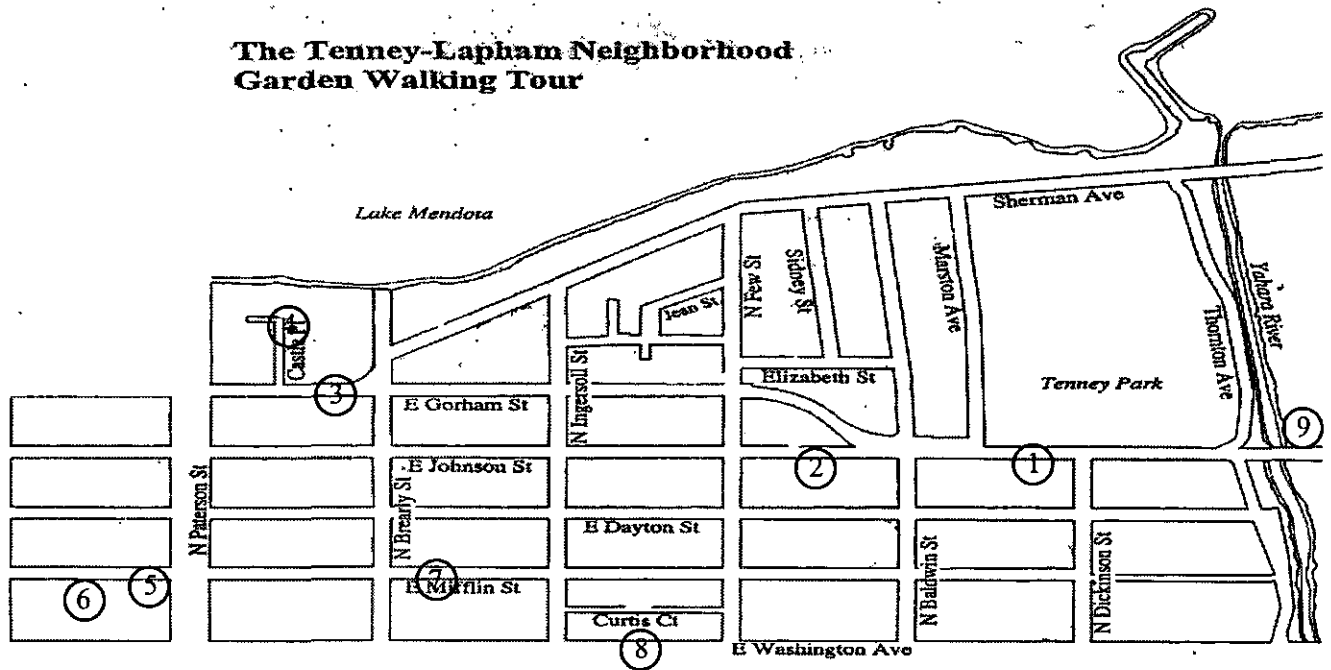 The Tenney-Lapham Neighborhood
Garden Walking Tour
Lake Mendota
Sherman Ave
N Few St
Sidney St
Marston Ave
Yahara River
Thornton Ave
Jean St
4
Castle Pl
3
E Gorham St
N Ingersoll St
Elizabeth St
Tenney Park
9
2
1
E Johnson St
N Paterson St
N Brearly St
E Dayton St
N Baldwin St
N Dickinson St
5
6
7
E Mifflin St
Curtis Ct
8
E Washington Ave